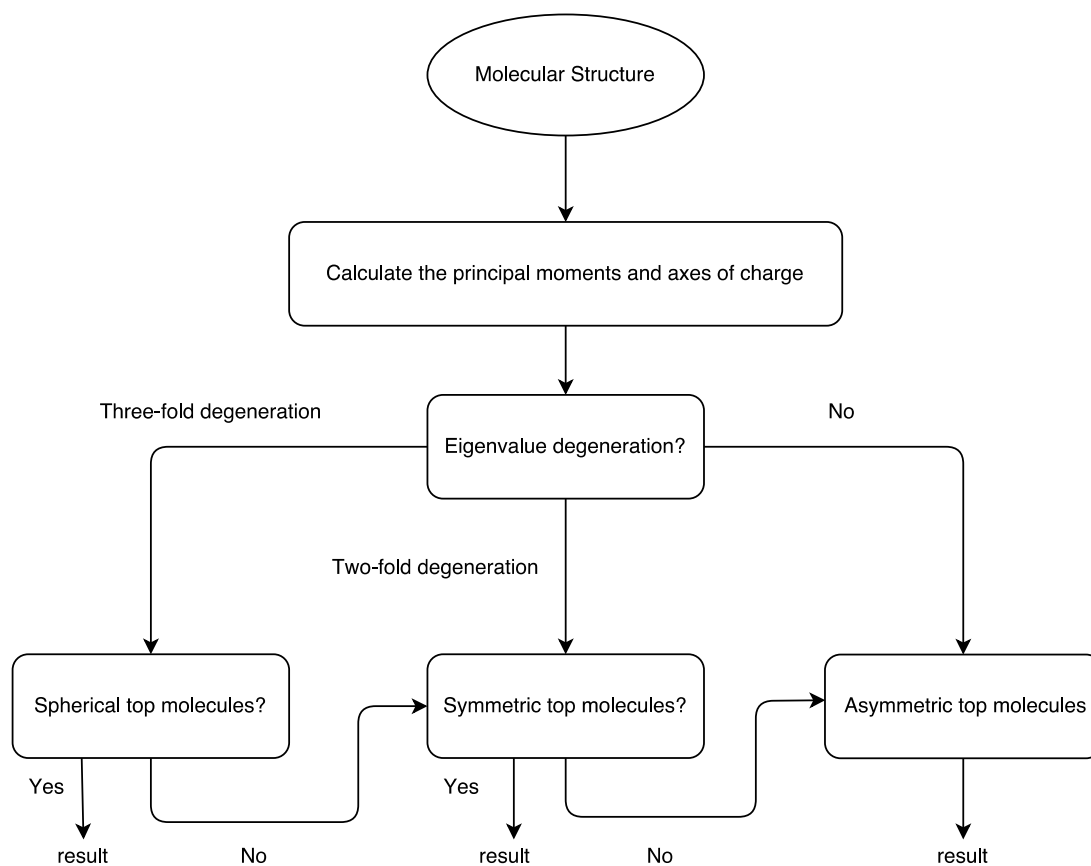 Molecular Structure
Calculate the principal moments and axes of charge
Three-fold degeneration
No
Eigenvalue degeneration?
Two-fold degeneration
Spherical top molecules?
Symmetric top molecules?
Asymmetric top molecules
Yes
Yes
result
No
result
No
result